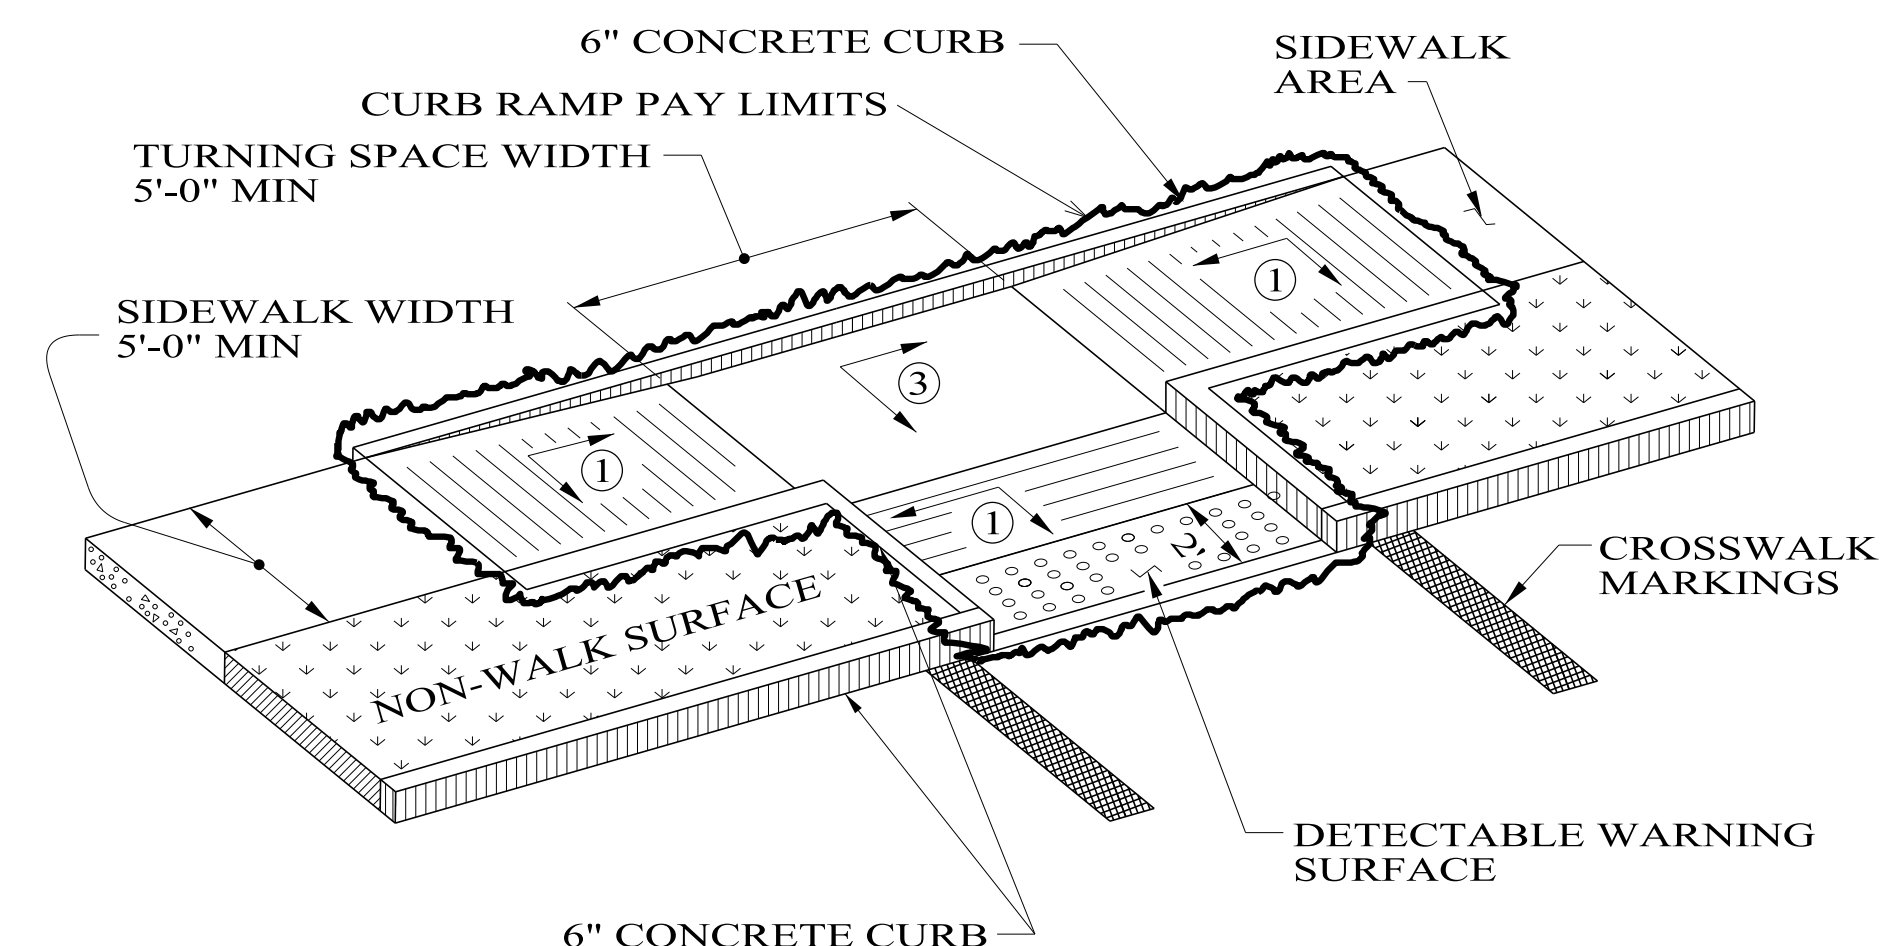 6" CONCRETE CURB
SIDEWALK
AREA
CURB RAMP PAY LIMITS
TURNING SPACE WIDTH
5'-0" MIN
SIDEWALK WIDTH
5'-0" MIN
1
3
1
1
2'
NON-WALK SURFACE
CROSSWALK
MARKINGS
DETECTABLE WARNING
SURFACE
6" CONCRETE CURB